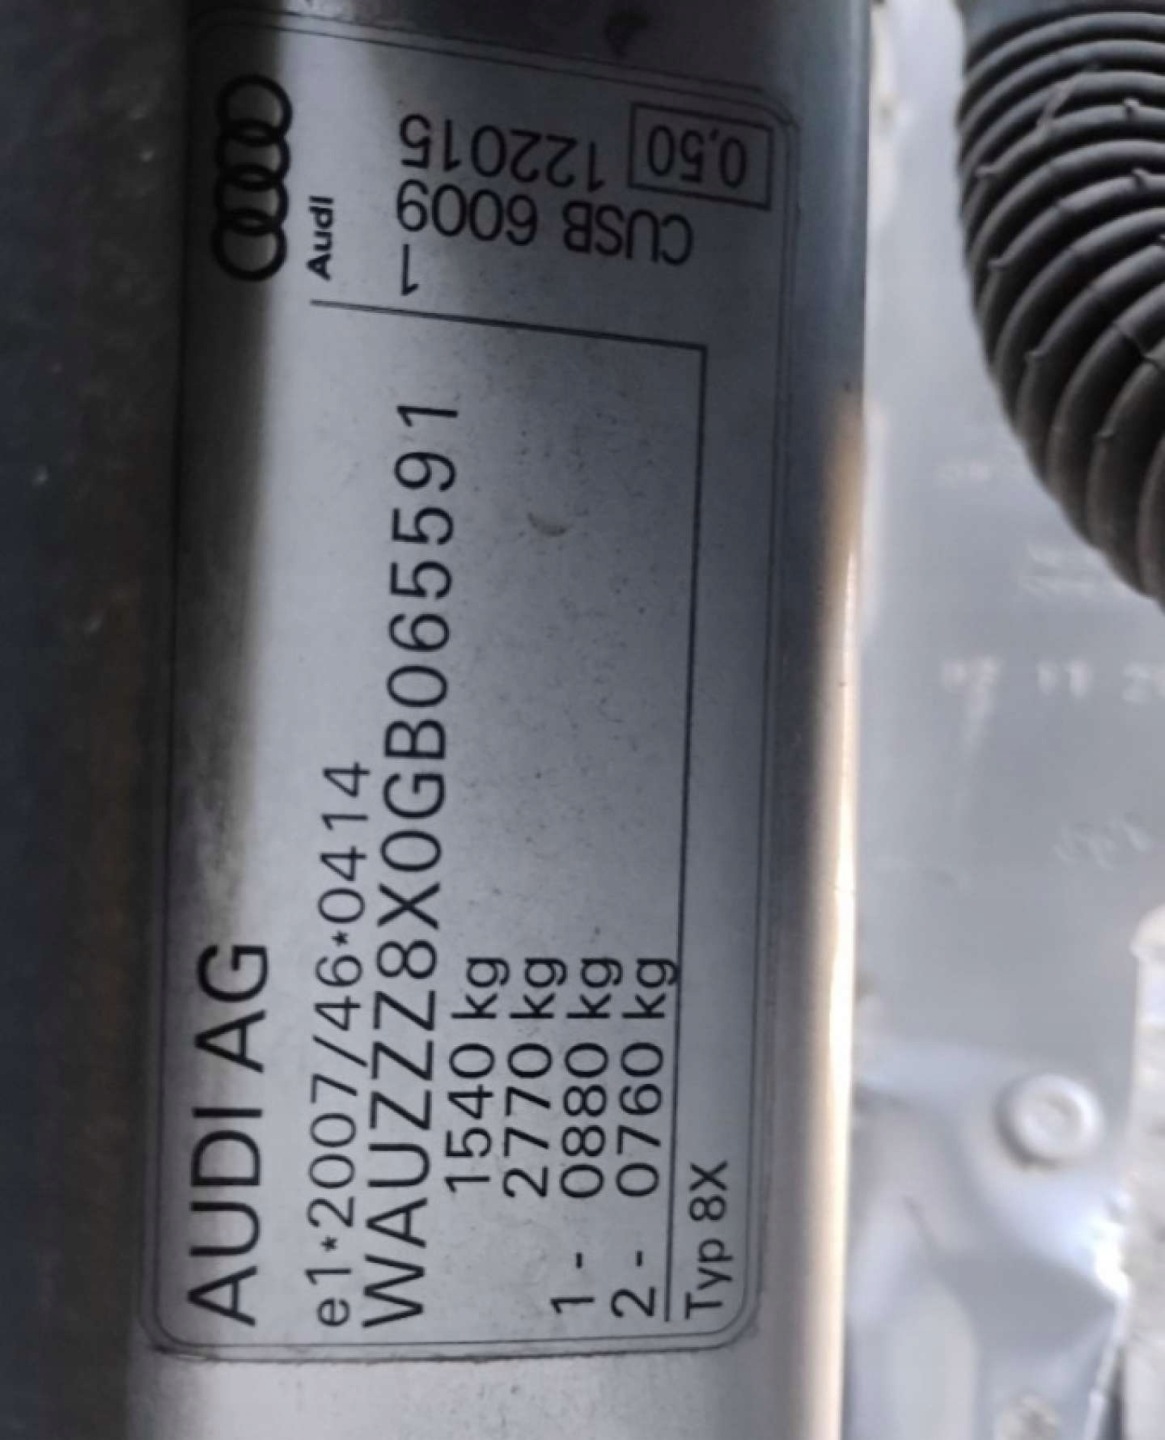 AUDI AG
Audi
e1*2007/46*0414
WAUZZZ8X0GB065591
1540 kg
2770 kg
1 - 0880 kg
2 - 0760 kg
Typ 8X
0,50 122015
CUSB 6009
1